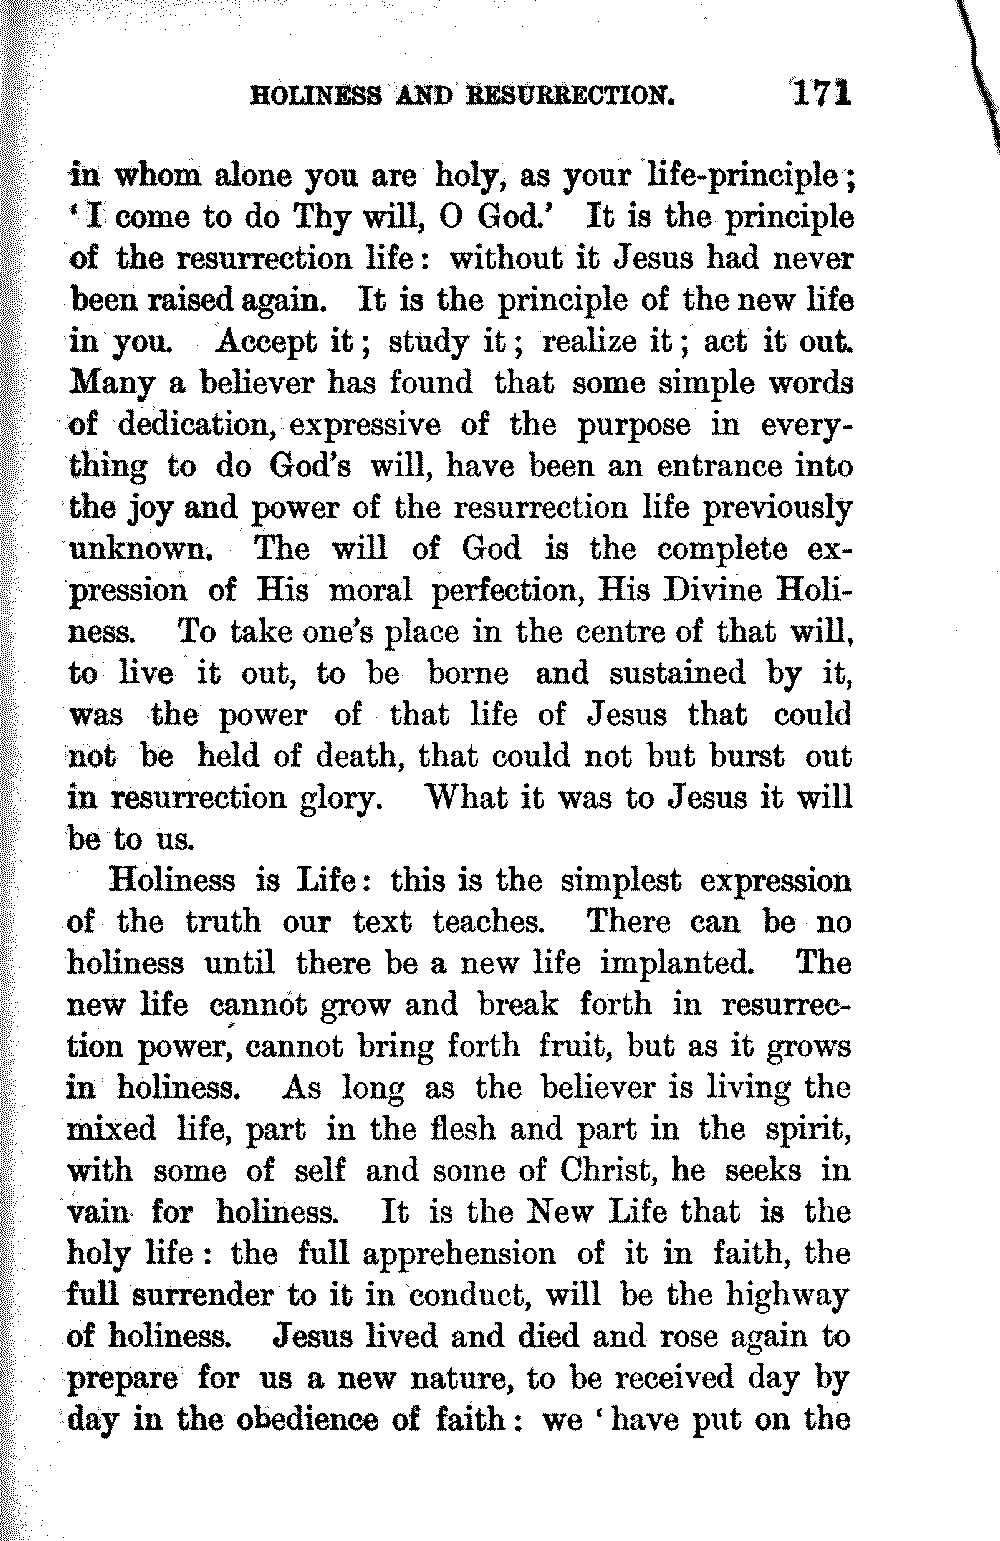 HOLINESS AND RESURRECTION. 171
in whom alone you are holy, as your life-principle;
‘I come to do Thy will, O God.’ It is the principle
of the resurrection life: without it Jesus had never
been raised again. It is the principle of the new life
in you. Accept it; study it; realize it; act it out.
Many a believer has found that some simple words
of dedication, expressive of the purpose in every-
thing to do God’s will, have been an entrance into
the joy and power of the resurrection life previously
unknown. The will of God is the complete ex-
pression of His moral perfection, His Divine Holi-
ness. To take one’s place in the centre of that will,
to live it out, to be borne and sustained by it,
was the power of that life of Jesus that could
not be held of death, that could not but burst out
in resurrection glory. What it was to Jesus it will
be to us.
Holiness is Life: this is the simplest expression
of the truth our text teaches. There can be no
holiness until there be a new life implanted. The
new life cannot grow and break forth in resurrec-
tion power, cannot bring forth fruit, but as it grows
in holiness. As long as the believer is living the
mixed life, part in the flesh and part in the spirit,
with some of self and some of Christ, he seeks in
vain for holiness. It is the New Life that is the
holy life: the full apprehension of it in faith, the
full surrender to it in conduct, will be the highway
of holiness. Jesus lived and died and rose again to
prepare for us a new nature, to be received day by
day in the obedience of faith: we ‘have put on the